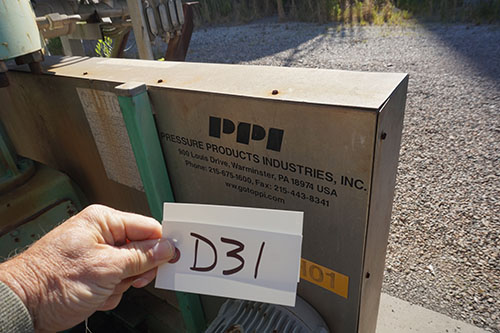 PPI
PRESSURE PRODUCTS INDUSTRIES, INC.
900 Louis Drive, Warminster, PA 18974 USA
Phone: 215-675-1600, Fax: 215-443-8341
www.gotoppi.com
D31
101